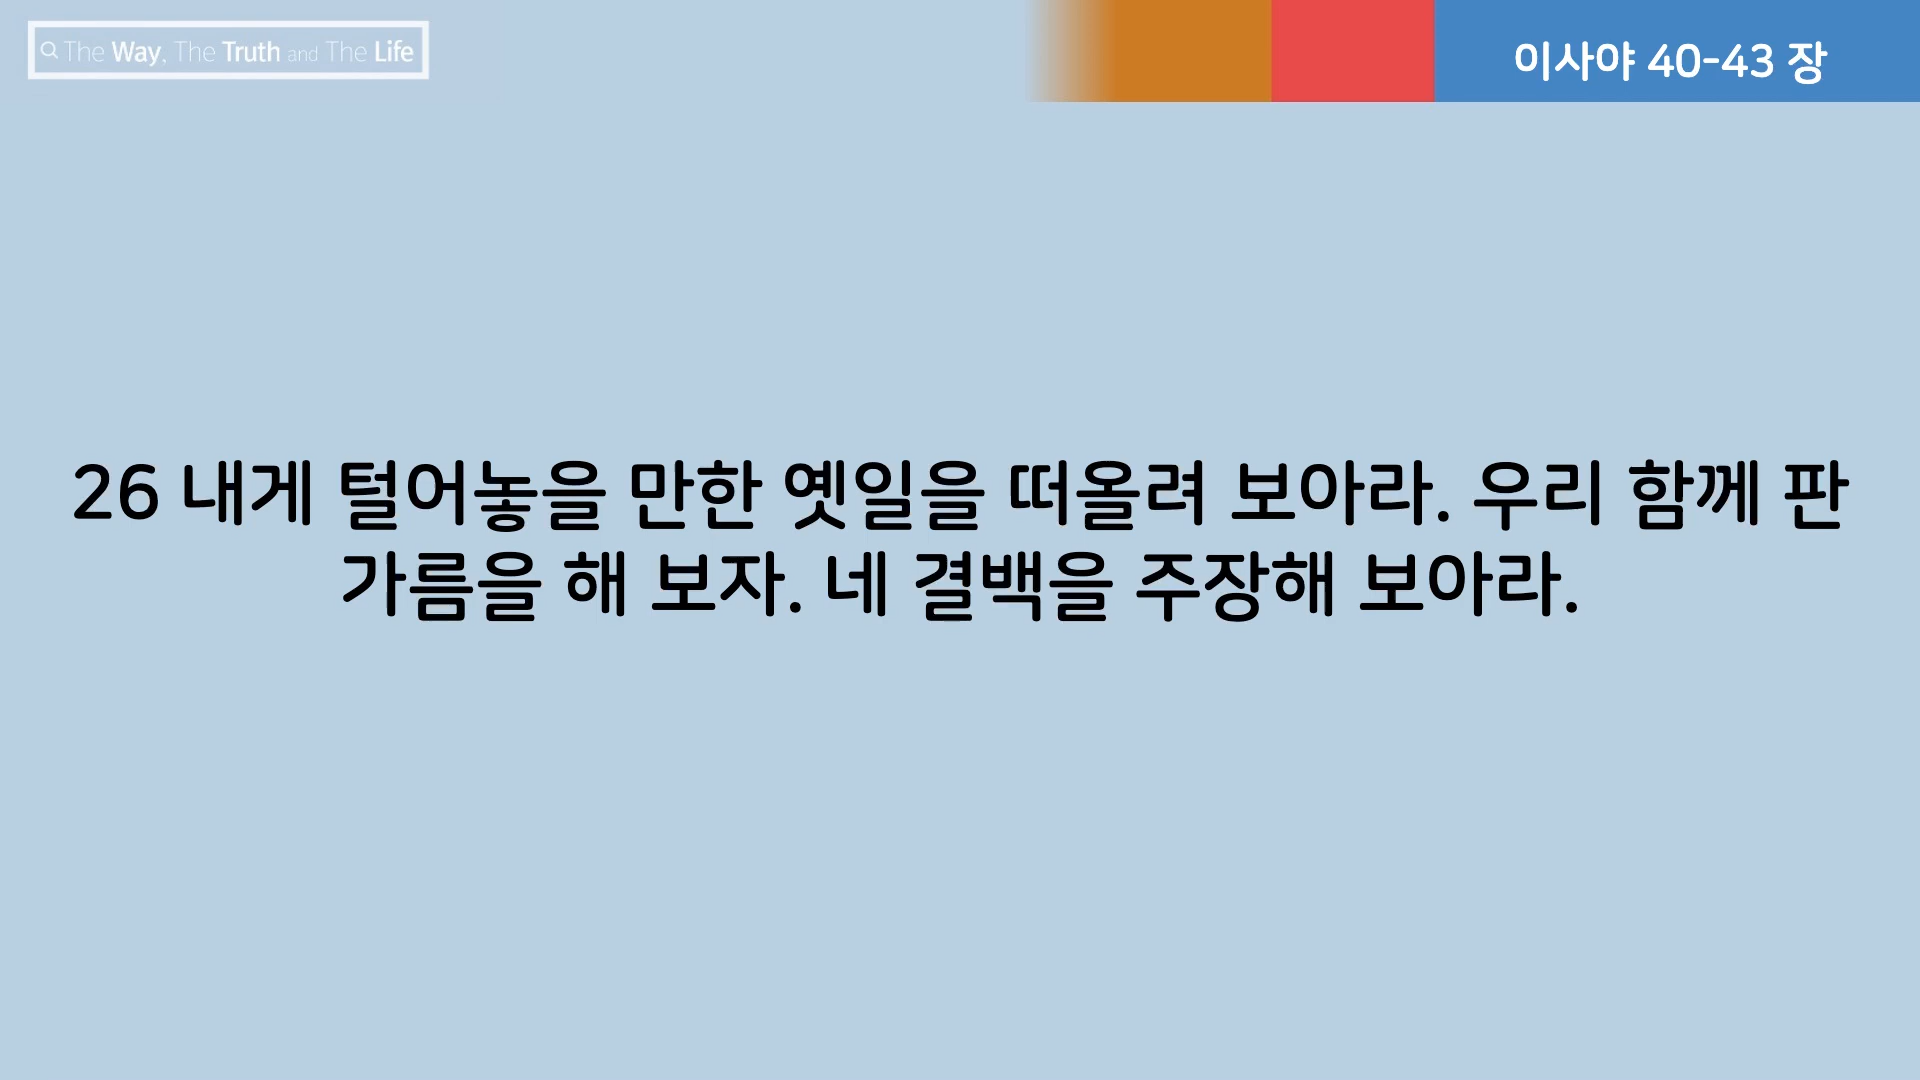 The Way, The Truth and The Life
이사야 40-43 장
26 내게 털어놓을 만한 옛일을 떠올려 보아라. 우리 함께 판
가름을 해 보자. 네 결백을 주장해 보아라.